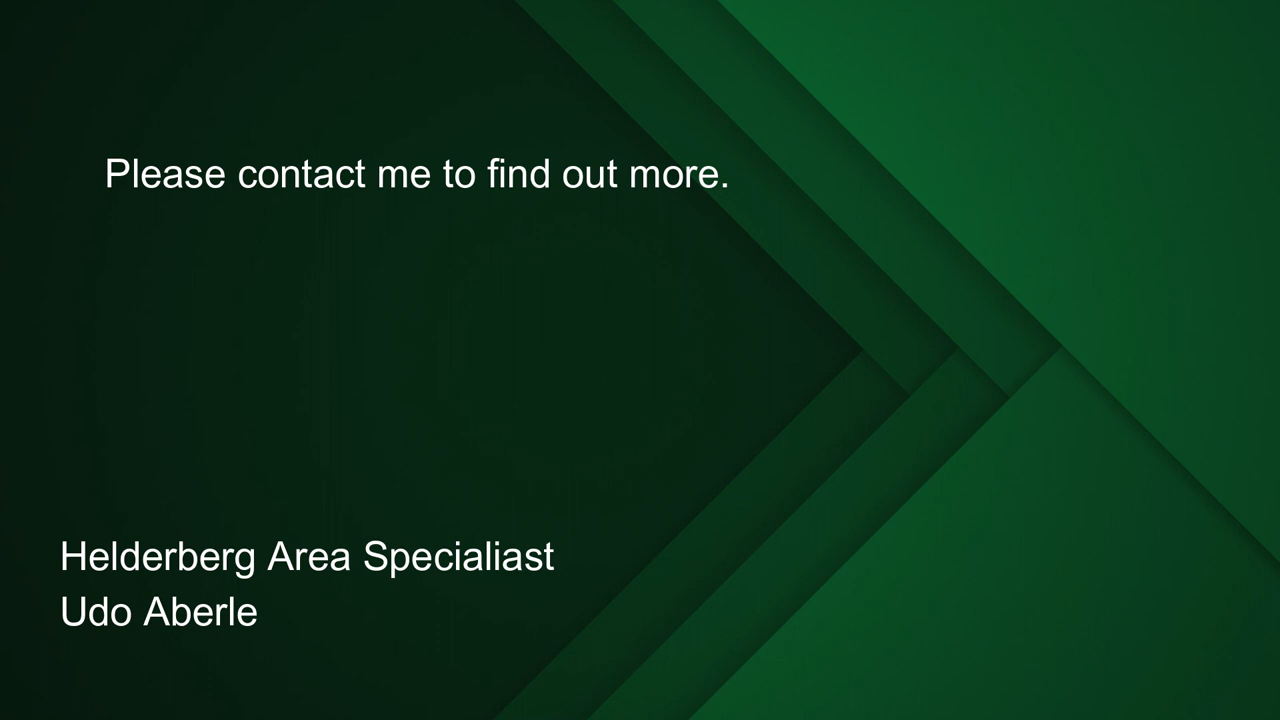 Please contact me to find out more.
Helderberg Area Specialiast
Udo Aberle